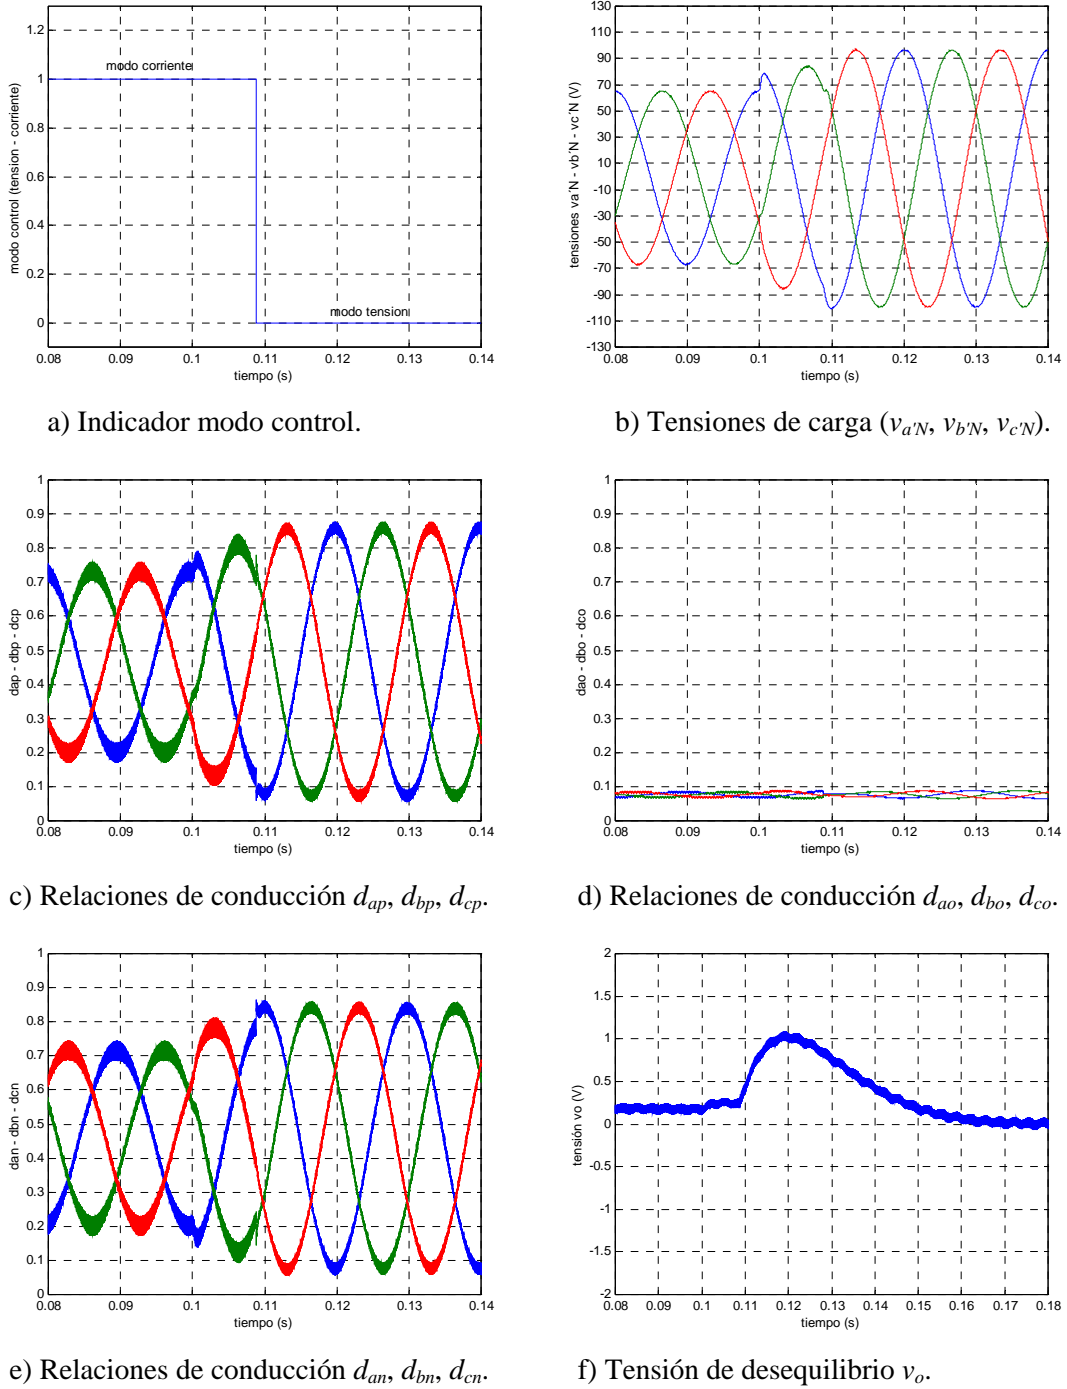 modo control (tension - corriente)
1.2
1
0.8
0.6
0.4
0.2
0
modo corriente
modo tension
0.08 0.09 0.1 0.11 0.12 0.13 0.14
tiempo (s)
a) Indicador modo control.
tensiones va'N - vb'N - vc'N (V)
130
110
90
70
50
30
10
-10
-30
-50
-70
-90
-110
-130
0.08 0.09 0.1 0.11 0.12 0.13 0.14
tiempo (s)
b) Tensiones de carga (va'N, vb'N, vc'N).
dap - dbp - dcp
1
0.9
0.8
0.7
0.6
0.5
0.4
0.3
0.2
0.1
0
0.08 0.09 0.1 0.11 0.12 0.13 0.14
tiempo (s)
c) Relaciones de conducción dap, dbp, dcp.
dao - dbo - dco
1
0.9
0.8
0.7
0.6
0.5
0.4
0.3
0.2
0.1
0
0.08 0.09 0.1 0.11 0.12 0.13 0.14
tiempo (s)
d) Relaciones de conducción dao, dbo, dco.
dan - dbn - dcn
1
0.9
0.8
0.7
0.6
0.5
0.4
0.3
0.2
0.1
0
0.08 0.09 0.1 0.11 0.12 0.13 0.14
tiempo (s)
e) Relaciones de conducción dan, dbn, dcn.
tensión vo (V)
2
1.5
1
0.5
0
-0.5
-1
-1.5
-2
0.08 0.09 0.1 0.11 0.12 0.13 0.14 0.15 0.16 0.17 0.18
tiempo (s)
f) Tensión de desequilibrio vo.